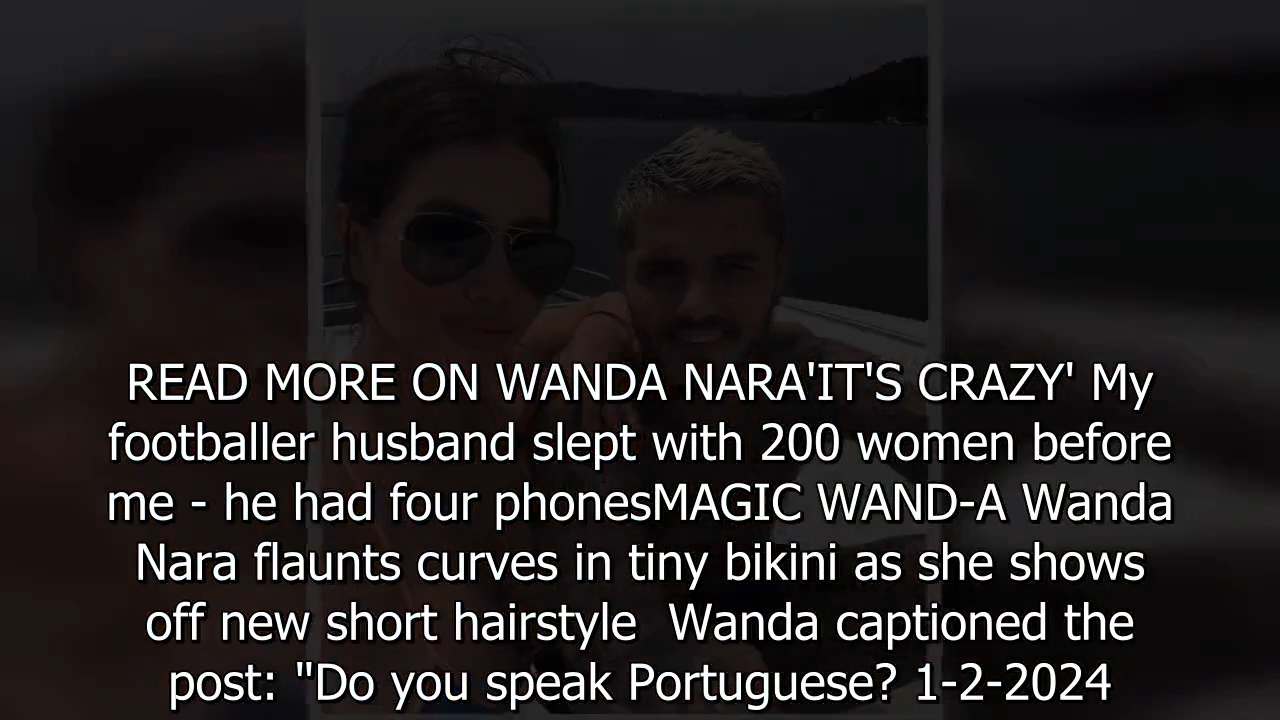 READ MORE ON WANDA NARA'IT'S CRAZY' My
footballer husband slept with 200 women before
me - he had four phonesMAGIC WAND-A Wanda
Nara flaunts curves in tiny bikini as she shows
off new short hairstyle  Wanda captioned the
post: "Do you speak Portuguese? 1-2-2024